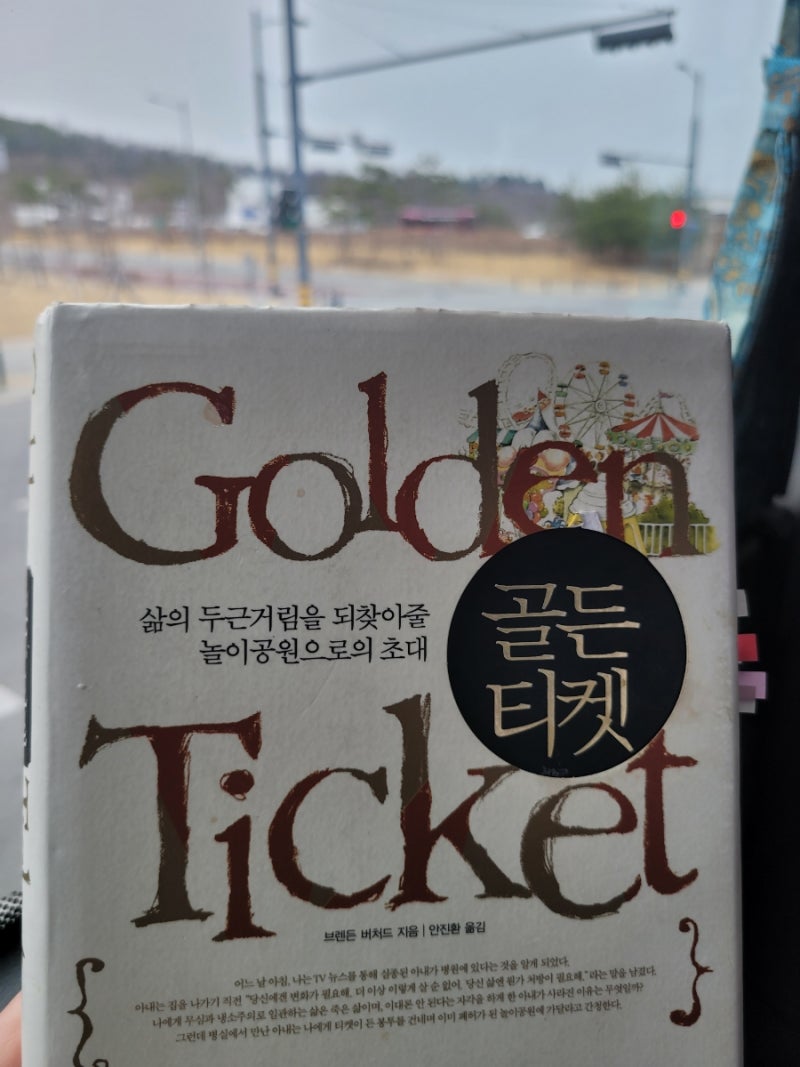 Golden
삶의 두근거림을 되찾아줄
놀이공원으로의 초대
골든
티켓
Ticket
브렌든 버처드 지음 | 안진환 옮김
어느 날 아침, 나는 TV 뉴스를 통해 실종된 아내가 병원에 있다는 것을 알게 되었다.
아내는 집을 나가기 직전 "당신에겐 변화가 필요해. 더 이상 이렇게 살 순 없어. 당신 삶엔 뭔가 처방이 필요해."라는 말을 남겼다.
나에게 무심과 냉소주의로 일관하는 삶은 죽은 삶이며, 이대론 안 된다는 자각을 하게 한 아내가 사라진 이유는 무엇일까?
그런데 병실에서 만난 아내는 나에게 티켓이 든 봉투를 건네며 이미 폐허가 된 놀이공원에 가달라고 간청한다.